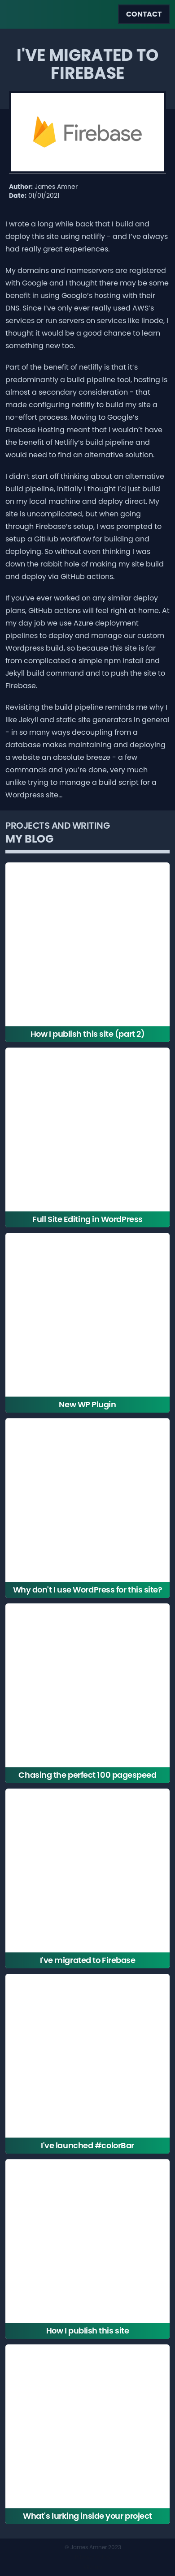 CONTACT
I'VE MIGRATED TO
FIREBASE
Firebase
Author: James Amner
Date: 01/01/2021
I wrote a long while back that I build and
deploy this site using netlfiy - and I've always
had really great experiences.
My domains and nameservers are registered
with Google and I thought there may be some
benefit in using Google's hosting with their
DNS. Since I've only ever really used AWS's
services or run servers on services like linode, I
thought it would be a good chance to learn
something new too.
Part of the benefit of netlify is that it's
predominantly a build pipeline tool, hosting is
almost a secondary consideration - that
made configuring netlify to build my site a
no-effort process. Moving to Google's
Firebase Hosting meant that I wouldn't have
the benefit of Netlify's build pipeline and
would need to find an alternative solution.
I didn't start off thinking about an alternative
build pipeline, initially I thought I'd just build
on my local machine and deploy direct. My
site is uncomplicated, but when going
through Firebase's setup, I was prompted to
setup a GitHub workflow for building and
deploying. So without even thinking I was
down the rabbit hole of making my site build
and deploy via GitHub actions.
If you've ever worked on any similar deploy
plans, GitHub actions will feel right at home. At
my day job we use Azure deployment
pipelines to deploy and manage our custom
Wordpress build, so because this site is far
from complicated a simple npm install and
Jekyll build command and to push the site to
Firebase.
Revisiting the build pipeline reminds me why I
like Jekyll and static site generators in general
- in so many ways decoupling from a
database makes maintaining and deploying
a website an absolute breeze - a few
commands and you're done, very much
unlike trying to manage a build script for a
Wordpress site...
PROJECTS AND WRITING
MY BLOG
How I publish this site (part 2)
Full Site Editing in WordPress
New WP Plugin
Why don't I use WordPress for this site?
Chasing the perfect 100 pagespeed
I've migrated to Firebase
I've launched #colorBar
How I publish this site
What's lurking inside your project
© James Amner 2023